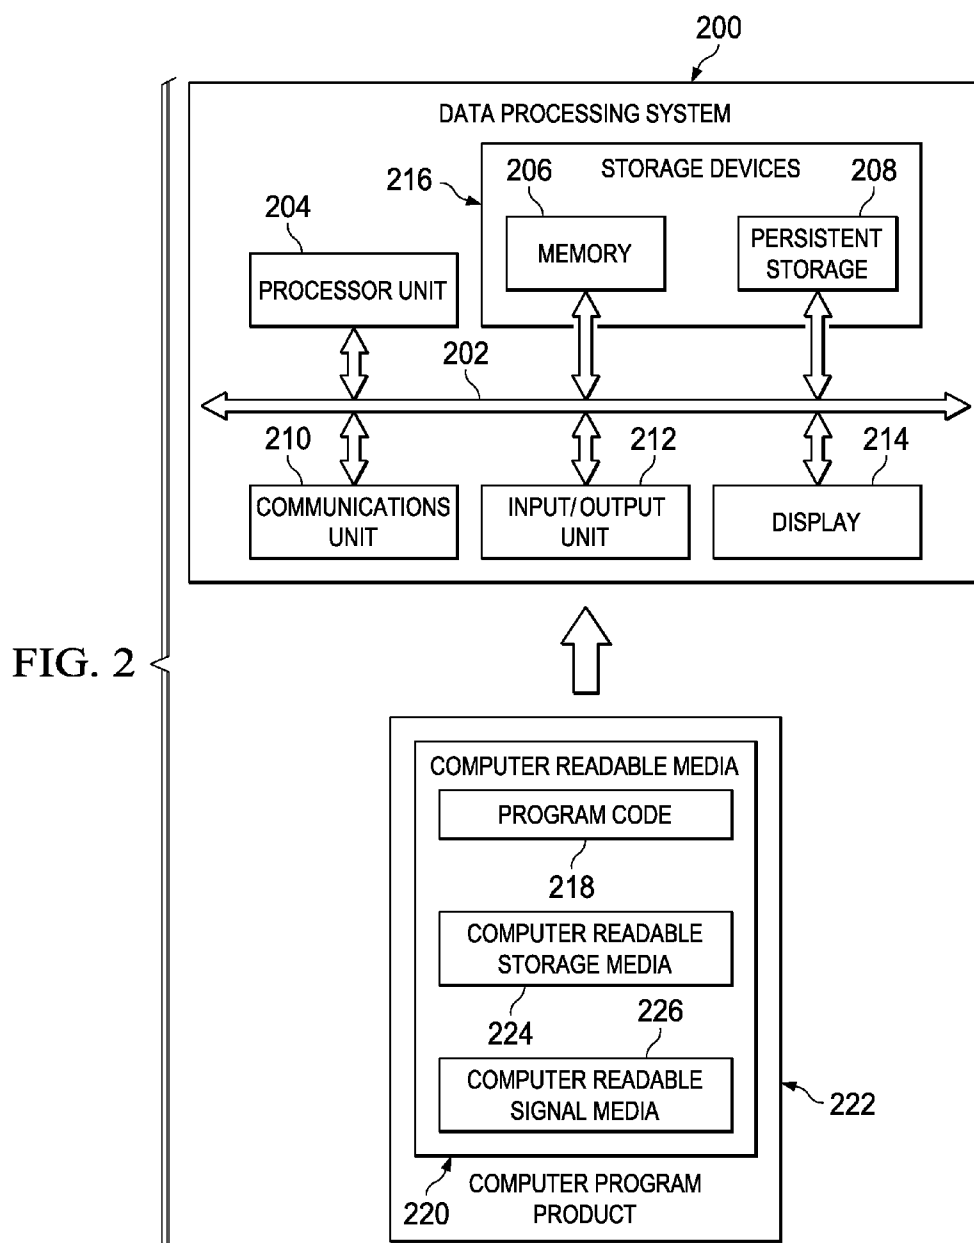 200
DATA PROCESSING SYSTEM
216
206
STORAGE DEVICES
208
204
MEMORY
PERSISTENT
STORAGE
PROCESSOR UNIT
202
210
212
214
COMMUNICATIONS
UNIT
INPUT/OUTPUT
UNIT
DISPLAY
FIG. 2
COMPUTER READABLE MEDIA
PROGRAM CODE
218
COMPUTER READABLE
STORAGE MEDIA
224
226
COMPUTER READABLE
SIGNAL MEDIA
222
220
COMPUTER PROGRAM
PRODUCT